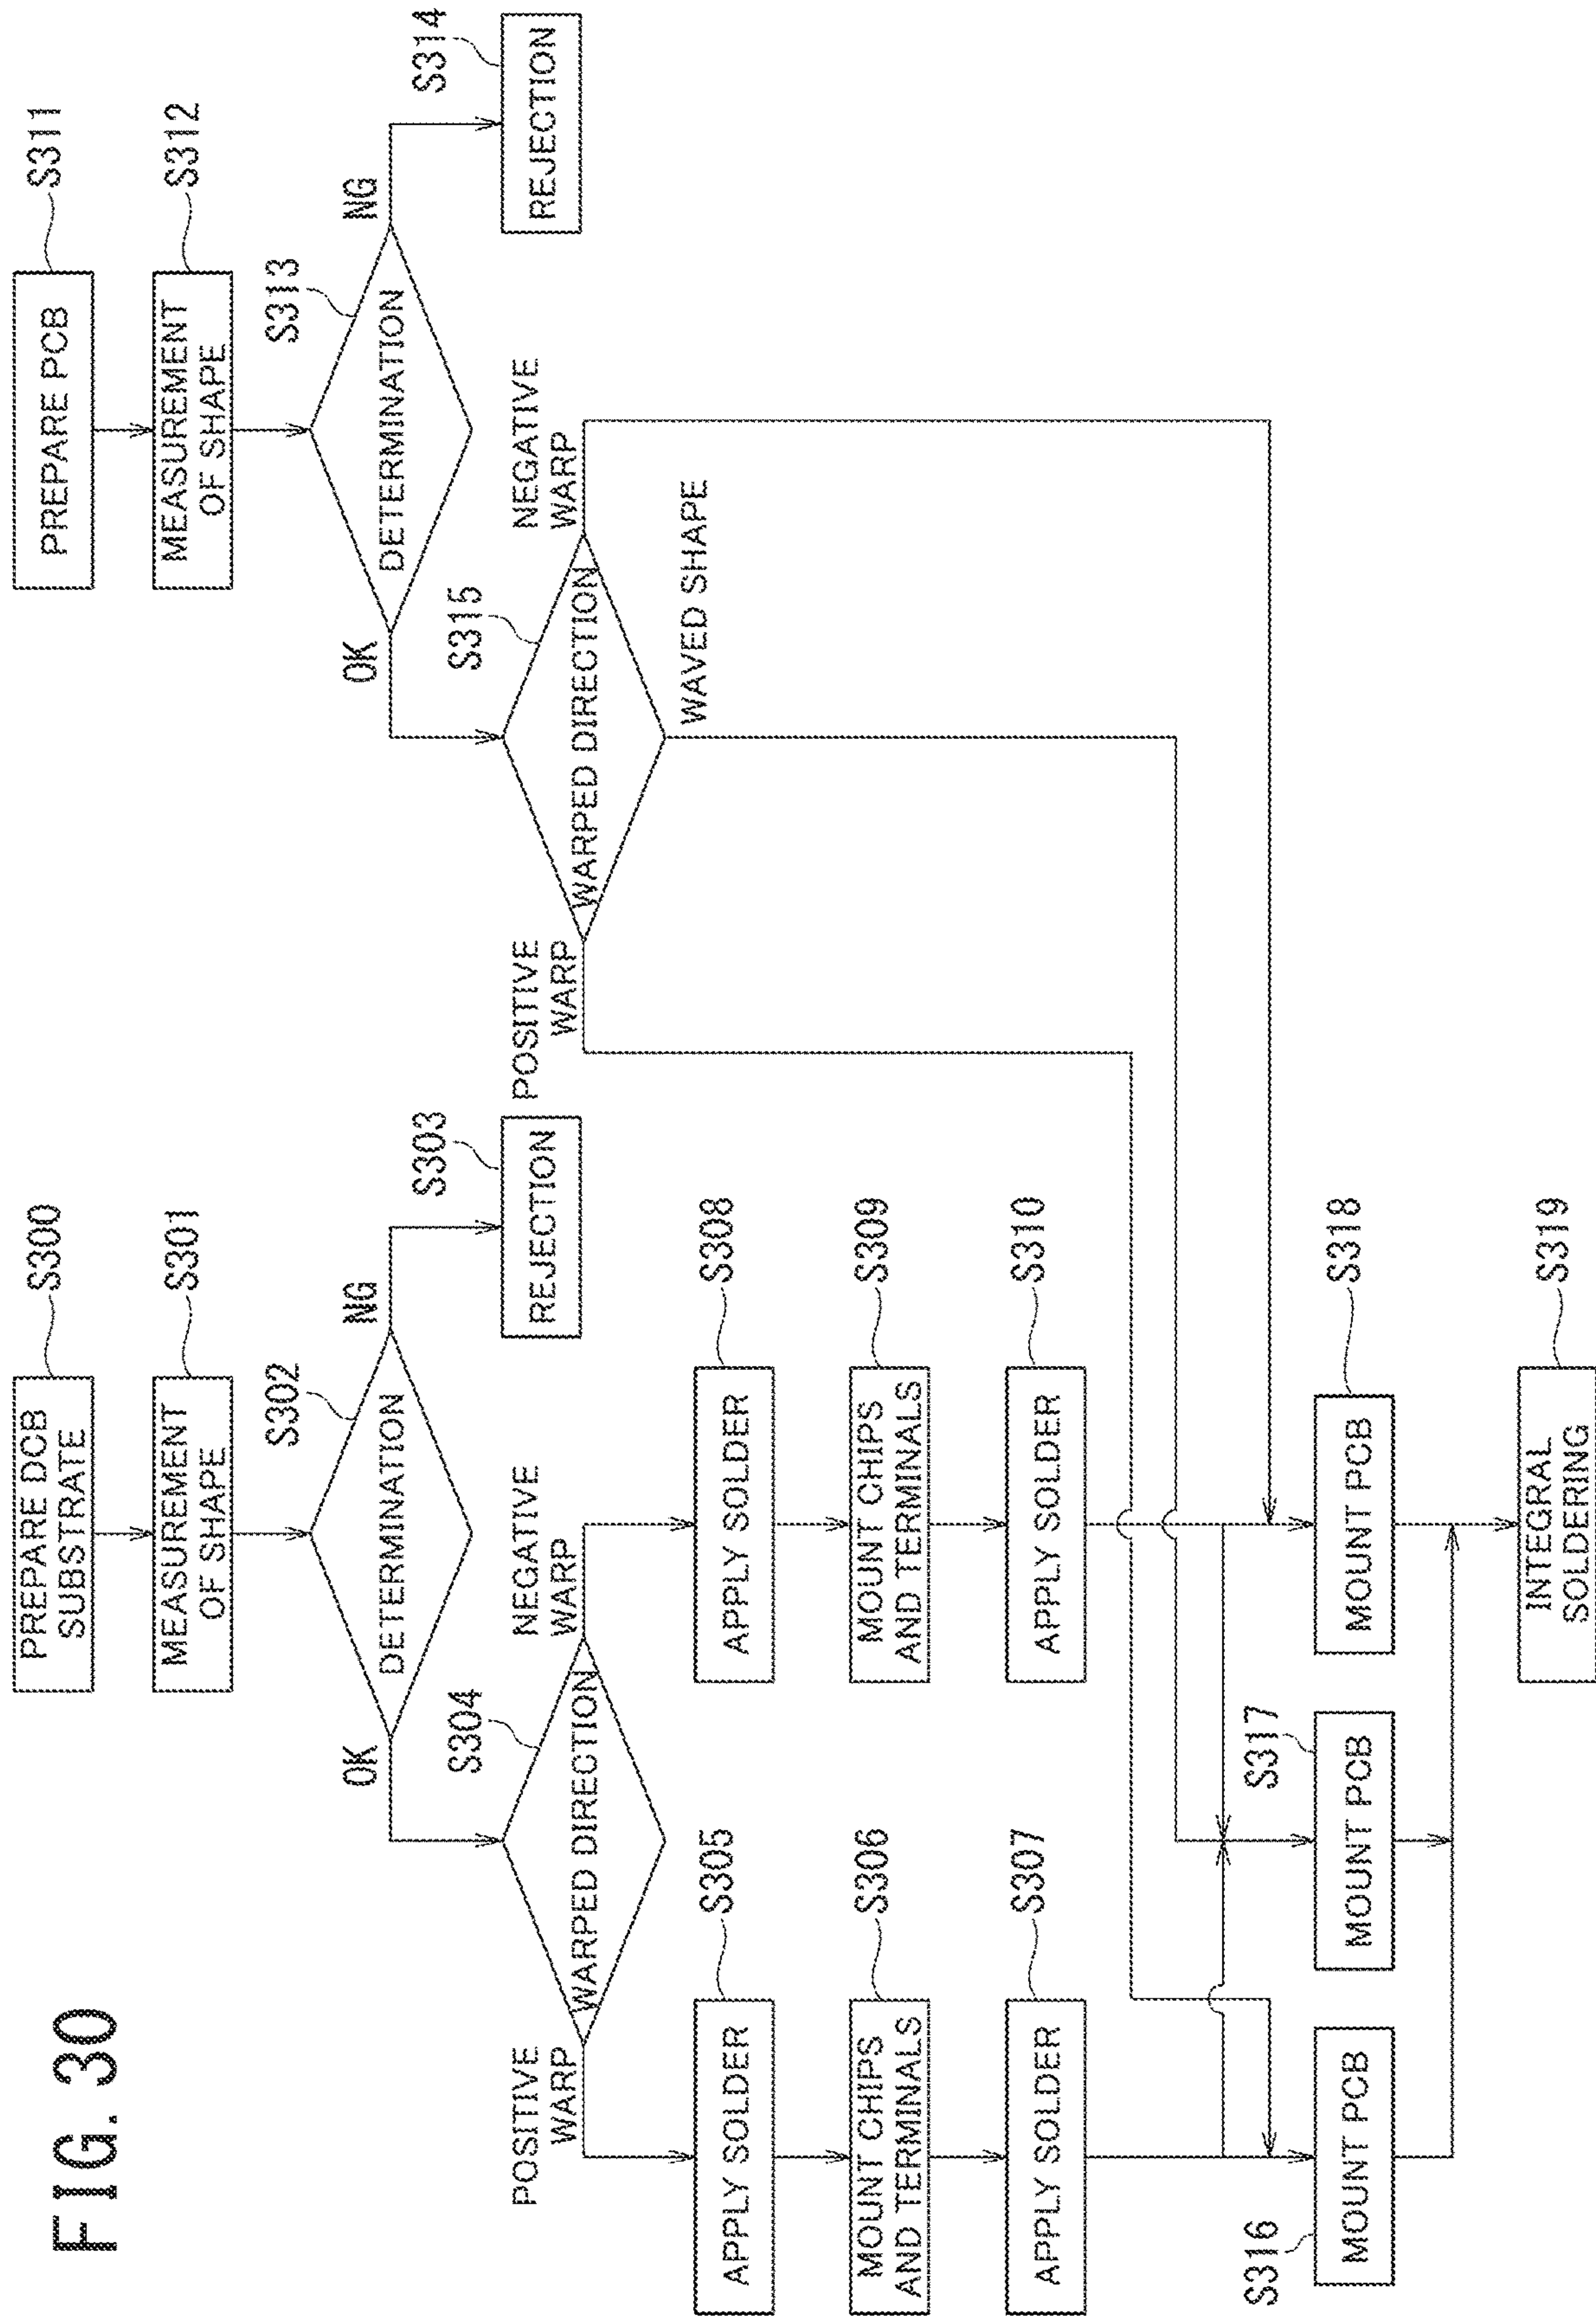 FIG. 30
PREPARE DCB
SUBSTRATE
S300
MEASUREMENT
OF SHAPE
S301
DETERMINATION
S302
OK
NG
REJECTION
S303
WARPED DIRECTION
S304
POSITIVE
WARP
NEGATIVE
WARP
APPLY SOLDER
S305
MOUNT CHIPS
AND TERMINALS
S306
APPLY SOLDER
S307
APPLY SOLDER
S308
MOUNT CHIPS
AND TERMINALS
S309
APPLY SOLDER
S310
PREPARE PCB
S311
MEASUREMENT
OF SHAPE
S312
DETERMINATION
S313
OK
NG
REJECTION
S314
WARPED DIRECTION
S315
POSITIVE
WARP
NEGATIVE
WARP
WAVED SHAPE
S316
MOUNT PCB
S317
MOUNT PCB
MOUNT PCB
S318
INTEGRAL
SOLDERING
S319